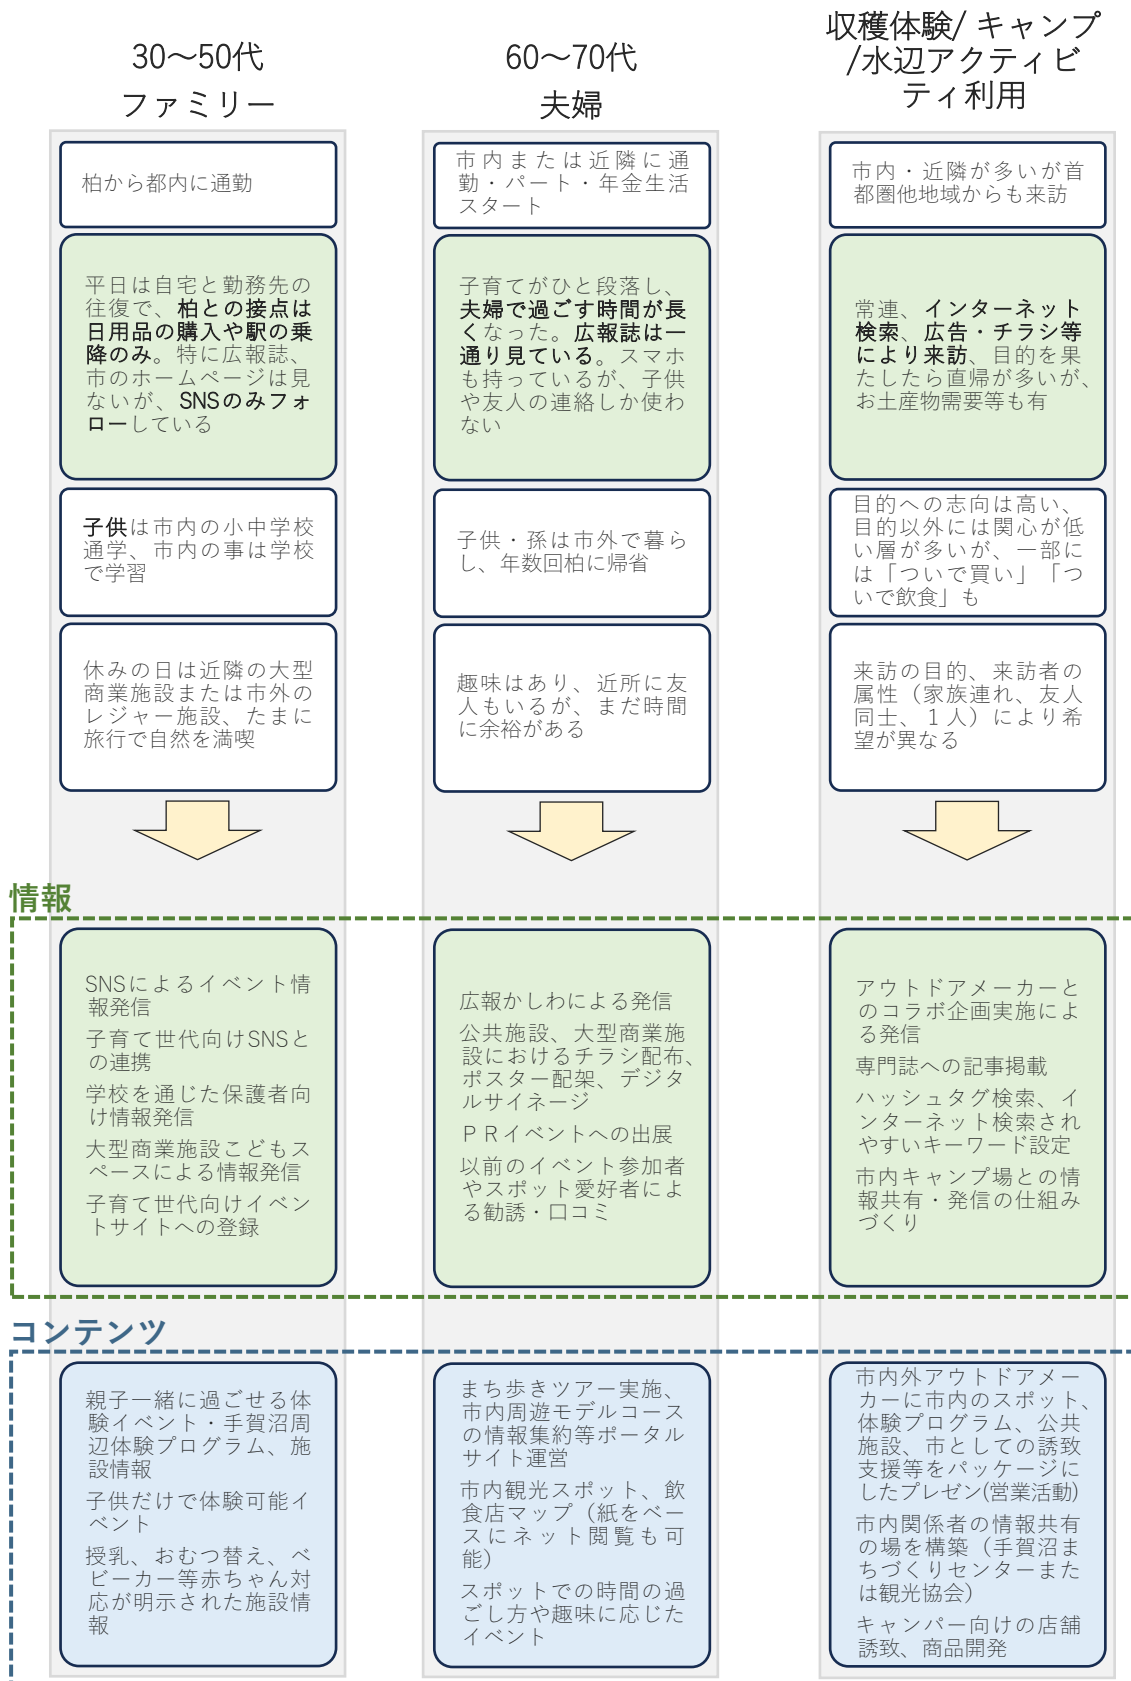 30～50代
ファミリー
柏から都内に通勤
平日は自宅と勤務先の
往復で、柏との接点は
日用品の購入や駅の乗
降のみ。特に広報誌、
市のホームページは見
ないが、SNSのみフォ
ローしている
子供は市内の小中学校
通学、市内の事は学校
で学習
休みの日は近隣の大型
商業施設または市外の
レジャー施設、たまに
旅行で自然を満喫
60～70代
夫婦
市内または近隣に通
勤・パート・年金生活
スタート
子育てがひと段落し、
夫婦で過ごす時間が長
くなった。広報誌は一
通り見ている。スマホ
も持っているが、子供
や友人の連絡しか使わ
ない
子供・孫は市外で暮ら
し、年数回柏に帰省
趣味はあり、近所に友
人もいるが、まだ時間
に余裕がある
収穫体験/ キャンプ
/水辺アクティビ
ティ利用
市内・近隣が多いが首
都圏他地域からも来訪
常連、インターネット
検索、広告・チラシ等
により来訪、目的を果
たしたら直帰が多いが、
お土産物需要等も有
目的への志向は高い、
目的以外には関心が低
い層が多いが、一部に
は「ついで買い」「つ
いで飲食」も
来訪の目的、来訪者の
属性（家族連れ、友人
同士、１人）により希
望が異なる
情報
SNSによるイベント情
報発信
子育て世代向けSNSと
の連携
学校を通じた保護者向
け情報発信
大型商業施設こどもス
ペースによる情報発信
子育て世代向けイベン
トサイトへの登録
広報かしわによる発信
公共施設、大型商業施
設におけるチラシ配布、
ポスター配架、デジタ
ルサイネージ
ＰＲイベントへの出展
以前のイベント参加者
やスポット愛好者によ
る勧誘・口コミ
アウトドアメーカーと
のコラボ企画実施によ
る発信
専門誌への記事掲載
ハッシュタグ検索、イ
ンターネット検索され
やすいキーワード設定
市内キャンプ場との情
報共有・発信の仕組み
づくり
コンテンツ
親子一緒に過ごせる体
験イベント・手賀沼周
辺体験プログラム、施
設情報
子供だけで体験可能イ
ベント
授乳、おむつ替え、ベ
ビーカー等赤ちゃん対
応が明示された施設情
報
まち歩きツアー実施、
市内周遊モデルコース
の情報集約等ポータル
サイト運営
市内観光スポット、飲
食店マップ（紙をベー
スにネット閲覧も可
能）
スポットでの時間の過
ごし方や趣味に応じた
イベント
市内外アウトドアメー
カーに市内のスポット、
体験プログラム、公共
施設、市としての誘致
支援等をパッケージに
したプレゼン(営業活動)
市内関係者の情報共有
の場を構築（手賀沼ま
ちづくりセンターまた
は観光協会）
キャンパー向けの店舗
誘致、商品開発